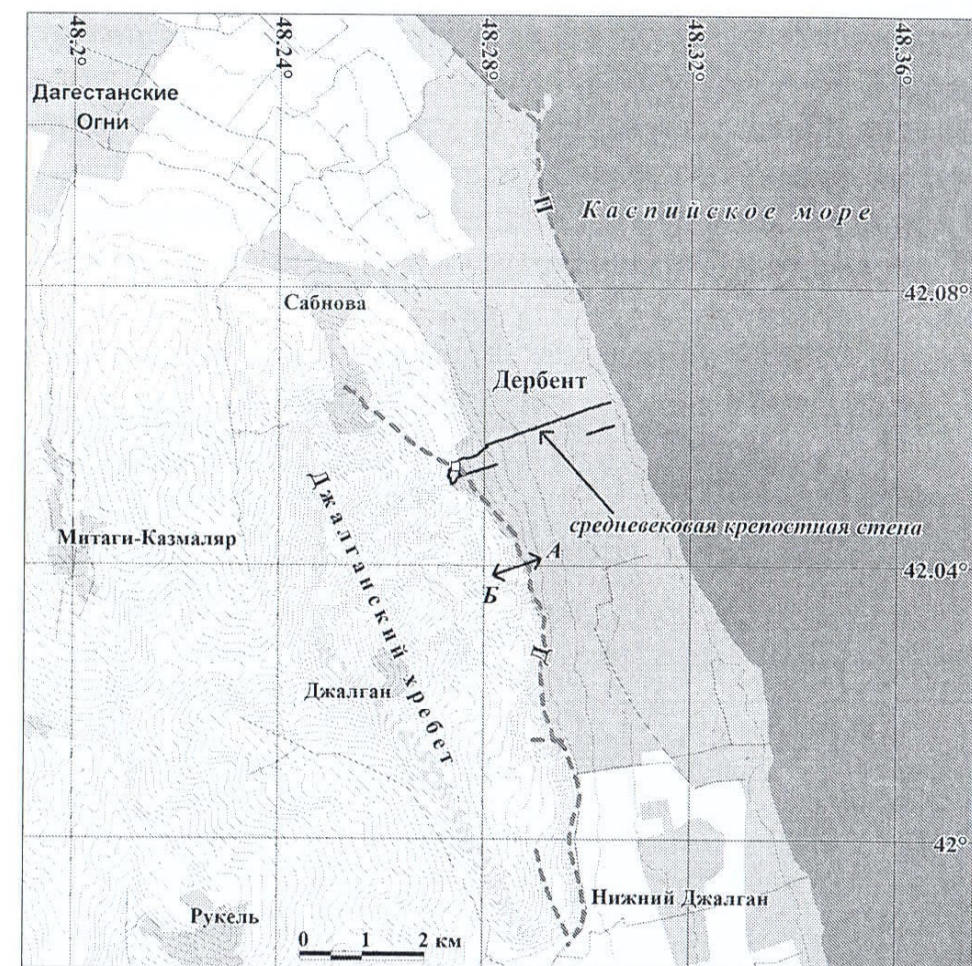 48.2°
48.24°
48.28°
48.32°
48.36°
Дагестанские
Огни
П
Каспийское море
42.08°
Сабнова
Дербент
средневековая крепостная стена
Митаги-Казмаляр
А
42.04°
Б
Джалганский хребет
Д
Джалган
42°
Нижний Джалган
Рукель
0 1 2 км